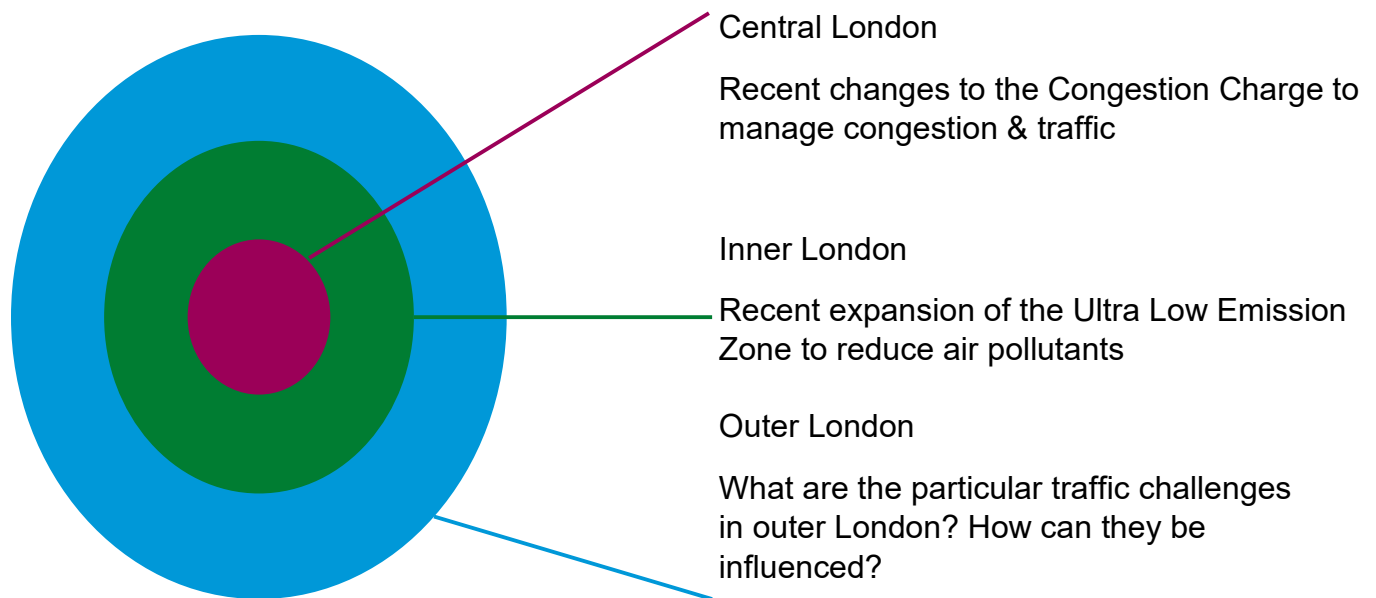 Central London
Recent changes to the Congestion Charge to
manage congestion & traffic
Inner London
Recent expansion of the Ultra Low Emission
Zone to reduce air pollutants
Outer London
What are the particular traffic challenges
in outer London? How can they be
influenced?